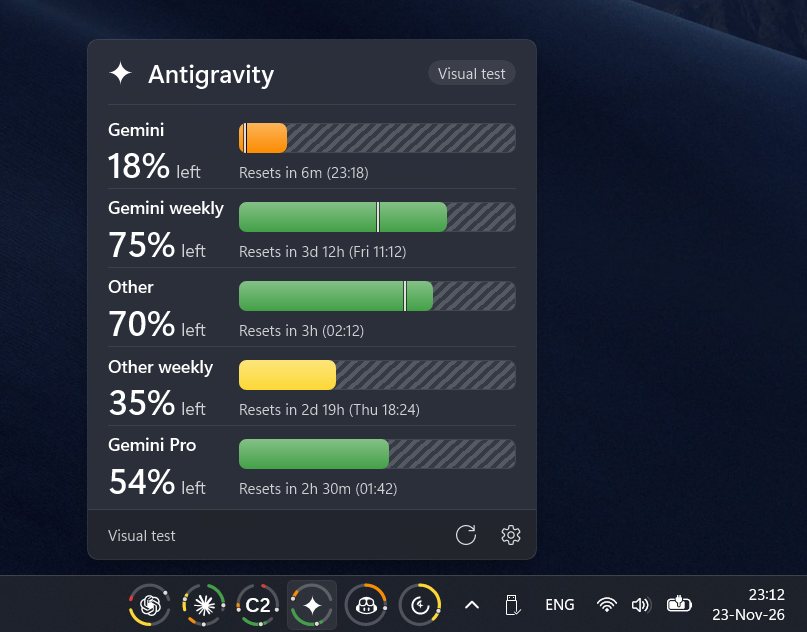 Antigravity
Visual test
Gemini
18% left
Resets in 6m (23:18)
Gemini weekly
75% left
Resets in 3d 12h (Fri 11:12)
Other
70% left
Resets in 3h (02:12)
Other weekly
35% left
Resets in 2d 19h (Thu 18:24)
Gemini Pro
54% left
Resets in 2h 30m (01:42)
Visual test
C2
ENG
23:12
23-Nov-26